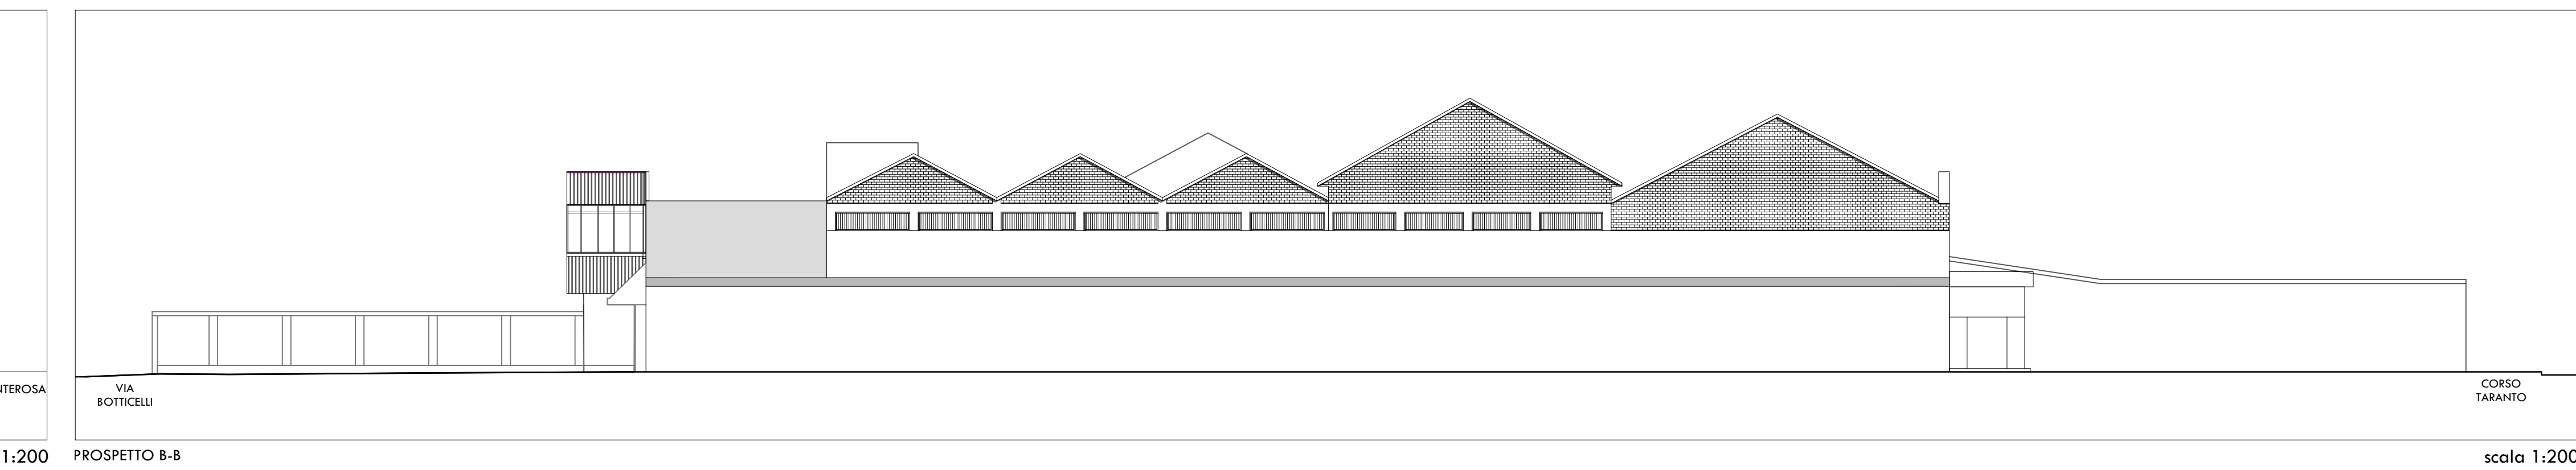 NTEROSA
VIA
BOTTICELLI
CORSO
TARANTO
1:200
PROSPETTO B-B
scala 1:200